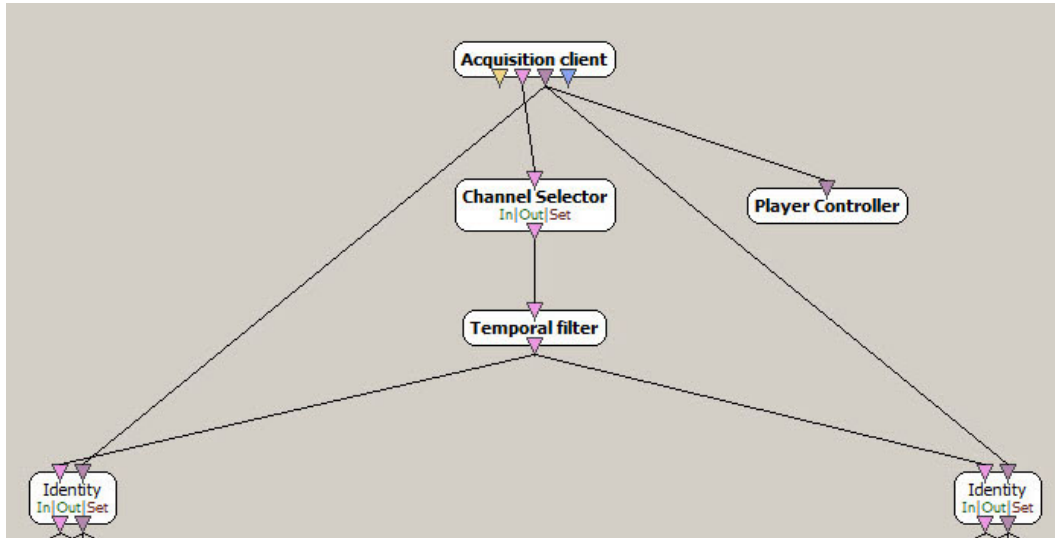 Acquisition client
Channel Selector
In|Out|Set
Player Controller
Temporal filter
Identity
In|Out|Set
Identity
In|Out|Set